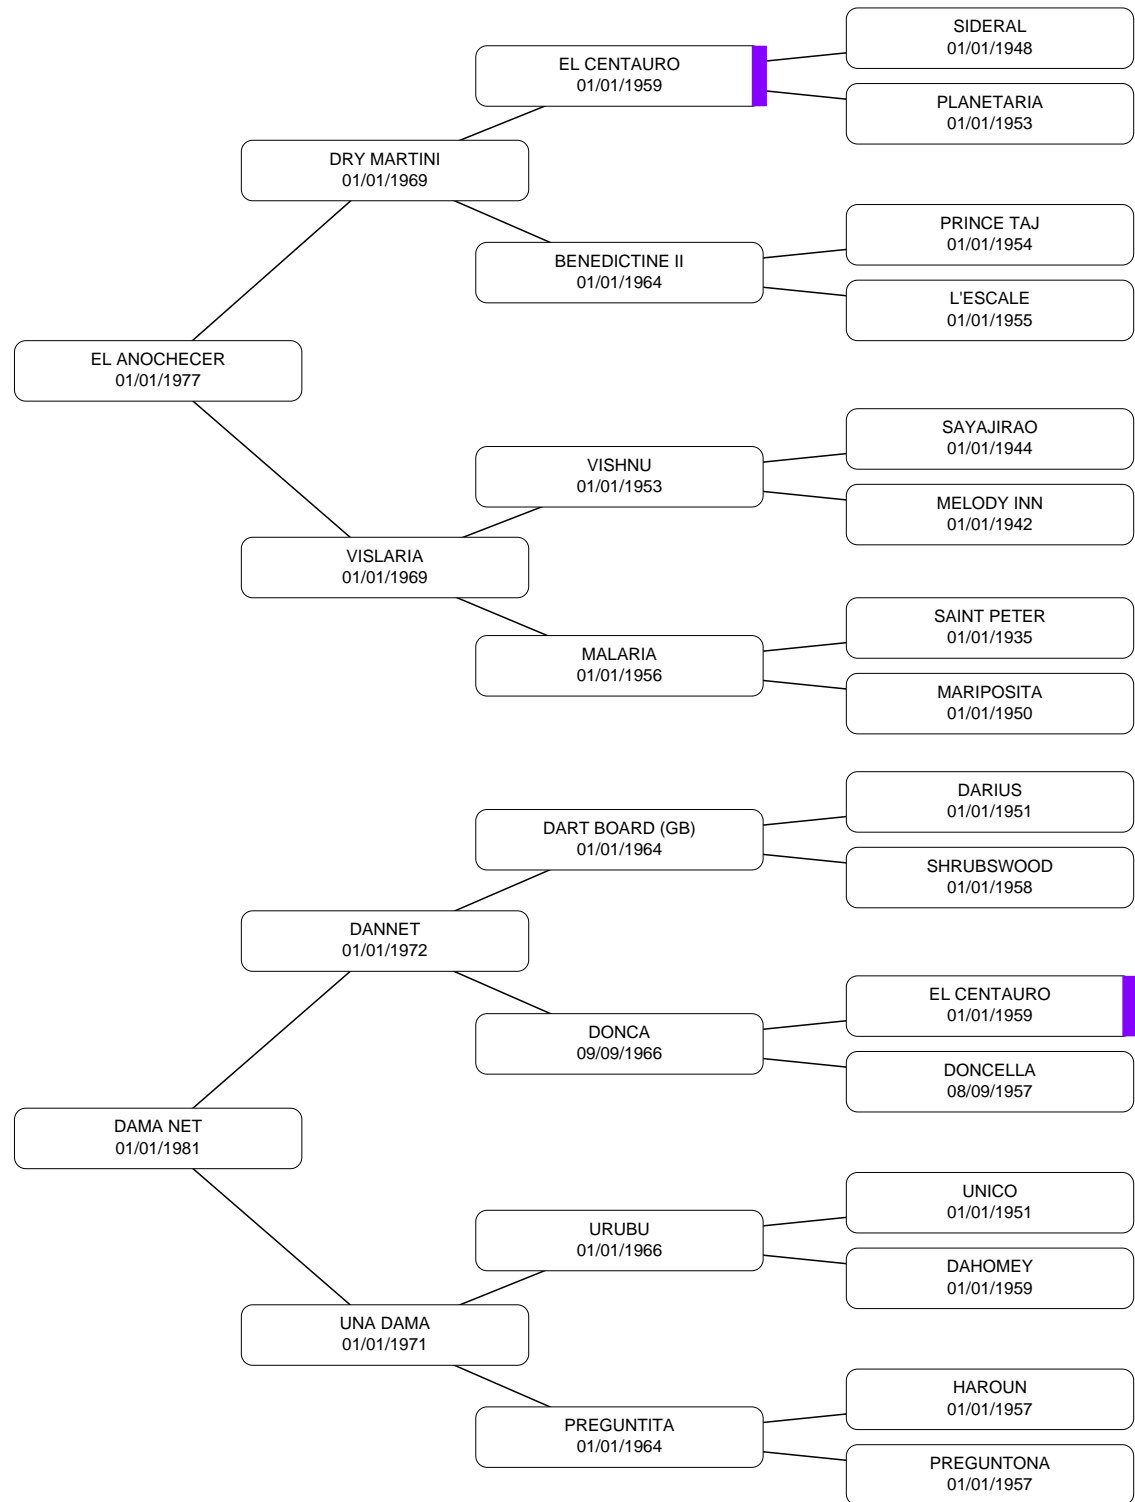 SIDERAL
01/01/1948
EL CENTAURO
01/01/1959
PLANETARIA
01/01/1953
DRY MARTINI
01/01/1969
PRINCE TAJ
01/01/1954
BENEDICTINE II
01/01/1964
L'ESCALE
01/01/1955
EL ANOCHECER
01/01/1977
SAYAJIRAO
01/01/1944
VISHNU
01/01/1953
MELODY INN
01/01/1942
VISLARIA
01/01/1969
SAINT PETER
01/01/1935
MALARIA
01/01/1956
MARIPOSITA
01/01/1950
DARIUS
01/01/1951
DART BOARD (GB)
01/01/1964
SHRUBSWOOD
01/01/1958
DANNET
01/01/1972
EL CENTAURO
01/01/1959
DONCA
09/09/1966
DONCELLA
08/09/1957
DAMA NET
01/01/1981
UNICO
01/01/1951
URUBU
01/01/1966
DAHOMEY
01/01/1959
UNA DAMA
01/01/1971
HAROUN
01/01/1957
PREGUNTITA
01/01/1964
PREGUNTONA
01/01/1957